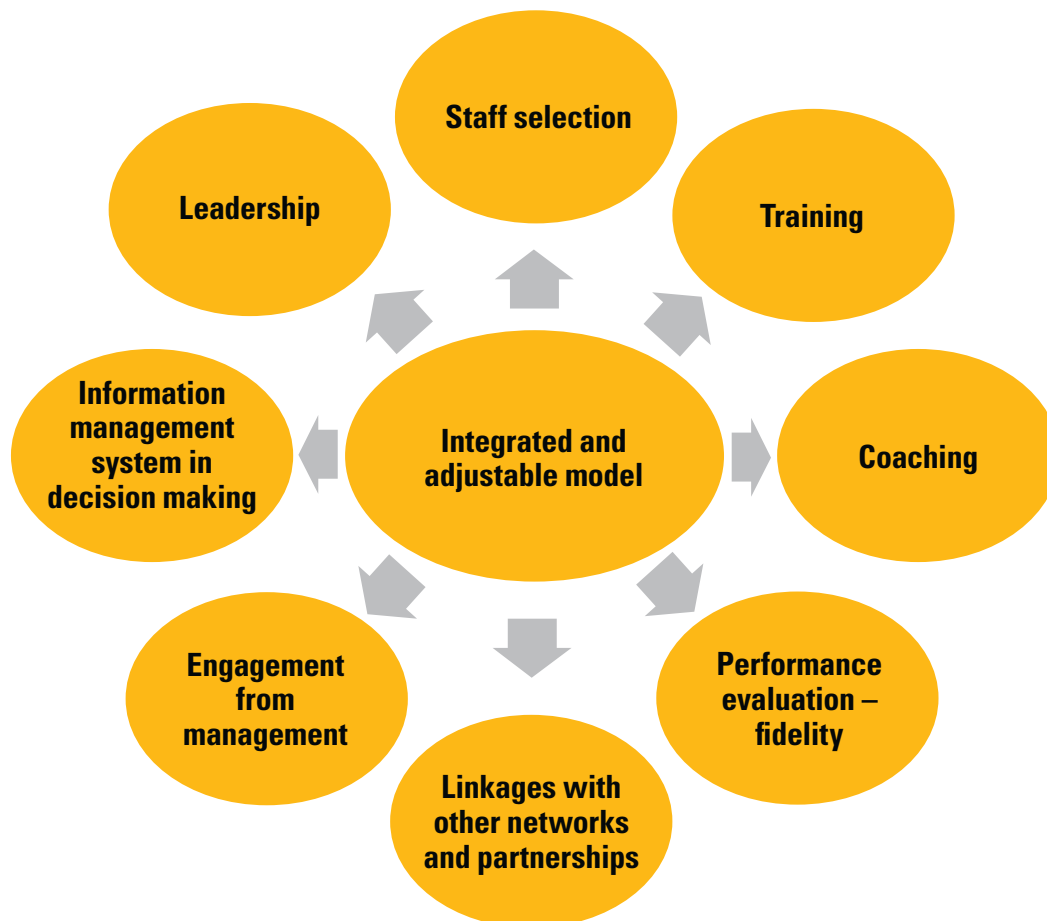 Staff selection
Leadership
Training
Information
management
system in
decision making
Integrated and
adjustable model
Coaching
Engagement
from
management
Performance
evaluation –
fidelity
Linkages with
other networks
and partnerships